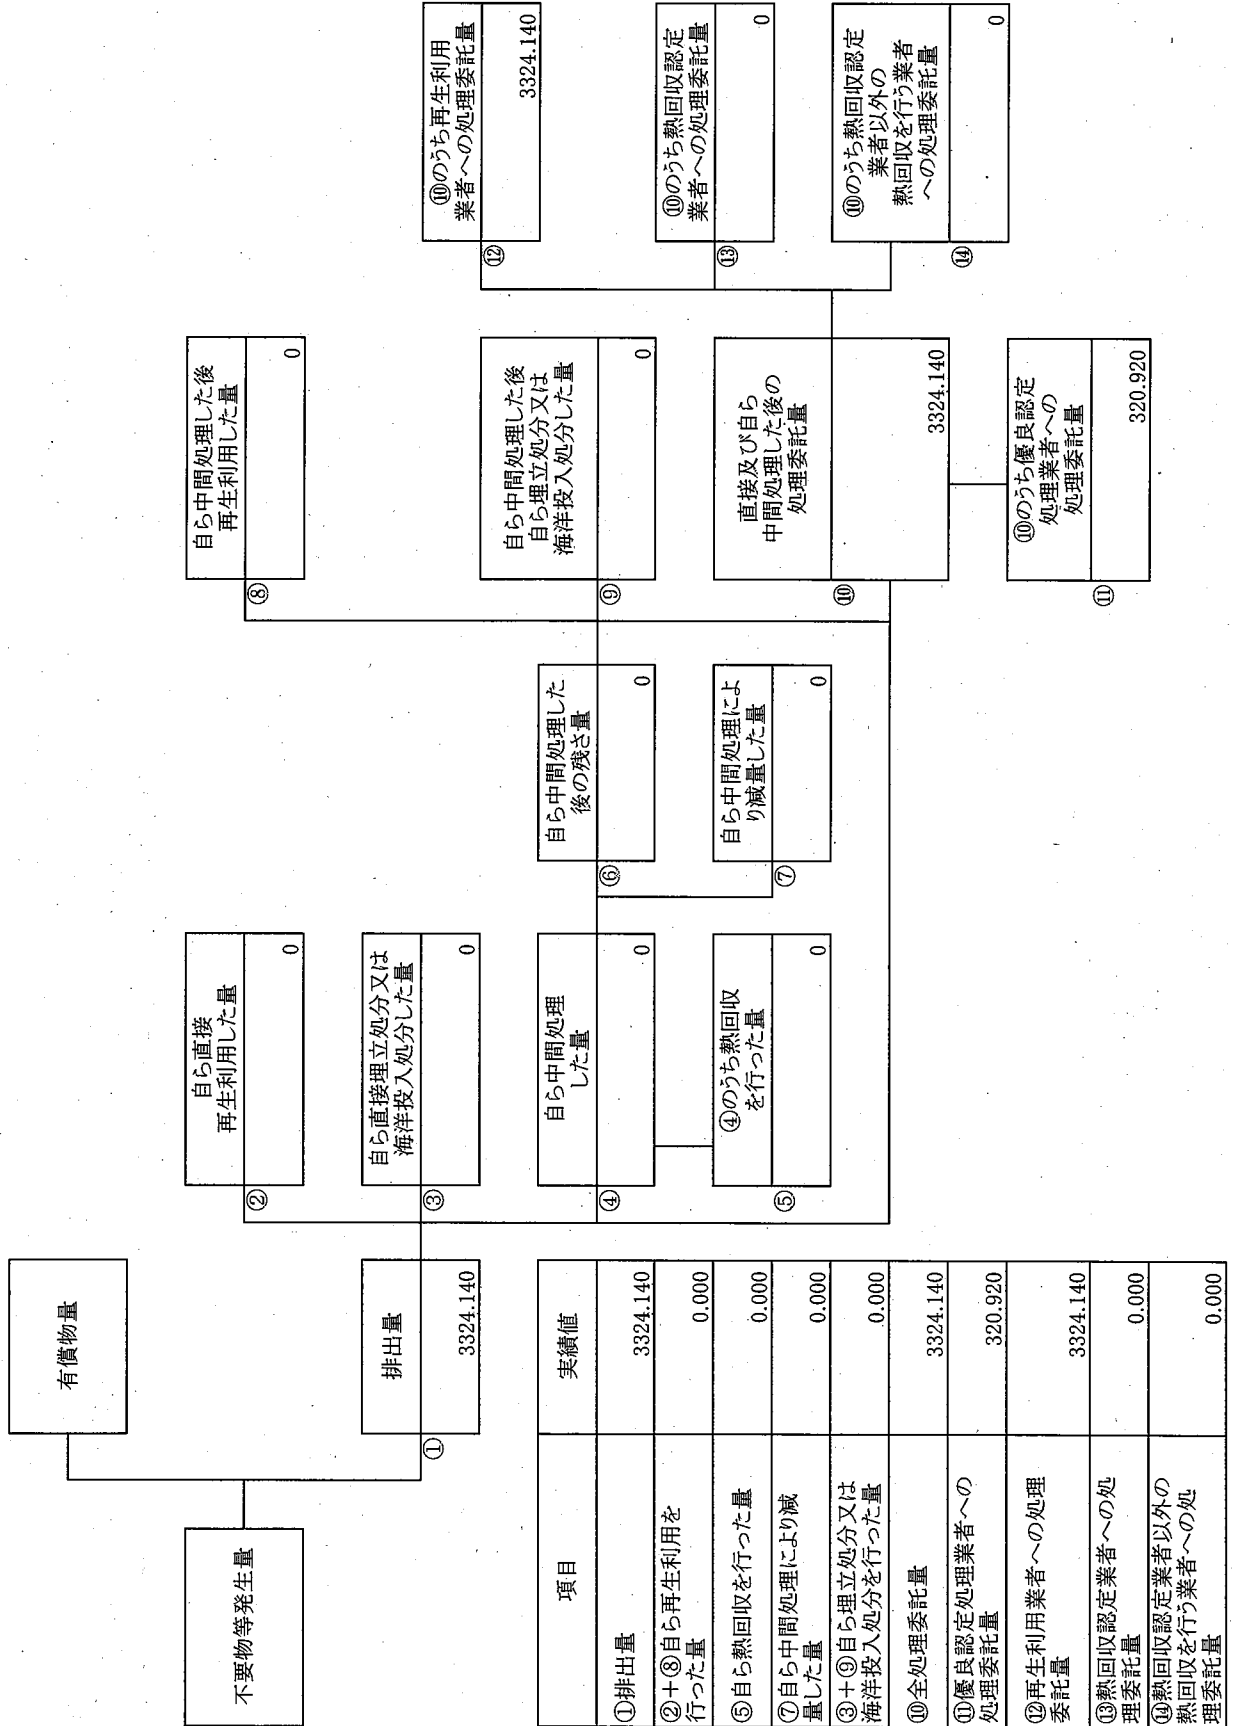 不要物等発生量
有償物量
①
排出量
3324.140
②
自ら直接
再生利用した量
0
③
自ら直接埋立処分又は
海洋投入処分した量
0
④
自ら中間処理
した量
0
⑤
④のうち熱回収
を行った量
0
⑥
自ら中間処理した
後の残さ量
0
⑦
自ら中間処理によ
り減量した量
0
⑧
自ら中間処理した後
再生利用した量
0
⑨
自ら中間処理した後
自ら埋立処分又は
海洋投入処分した量
0
⑩
直接及び自ら
中間処理した後の
処理委託量
3324.140
⑪
⑩のうち優良認定
処理業者への
処理委託量
320.920
⑫
⑩のうち再生利用
業者への処理委託量
3324.140
⑬
⑩のうち熱回収認定
業者への処理委託量
0
⑭
⑩のうち熱回収認定
業者以外の
熱回収を行う業者
への処理委託量
0
項目 実績値
①排出量 3324.140
②+⑧自ら再生利用を
行った量 0.000
⑤自ら熱回収を行った量 0.000
⑦自ら中間処理により減
量した量 0.000
③+⑨自ら埋立処分又は
海洋投入処分を行った量 0.000
⑩全処理委託量 3324.140
⑪優良認定処理業者への
処理委託量 320.920
⑫再生利用業者への処理
委託量 3324.140
⑬熱回収認定業者への処
理委託量 0.000
⑭熱回収認定業者以外の
熱回収を行う業者への処
理委託量 0.000